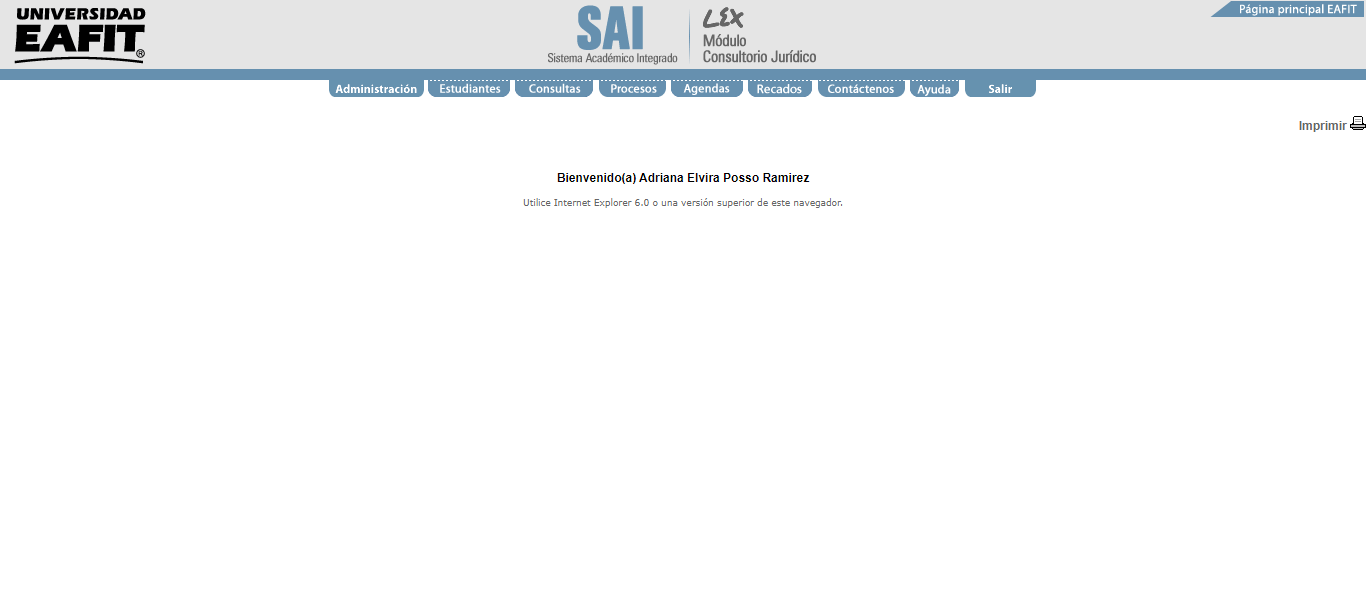 UNIVERSIDAD
EAFIT®
SAI
Sistema Académico Integrado
LEX
Módulo
Consultorio Jurídico
Página principal EAFIT
Administración Estudiantes Consultas Procesos Agendas Recados Contáctenos Ayuda Salir
Imprimir
Bienvenido(a) Adriana Elvira Posso Ramirez
Utilice Internet Explorer 6.0 o una versión superior de este navegador.